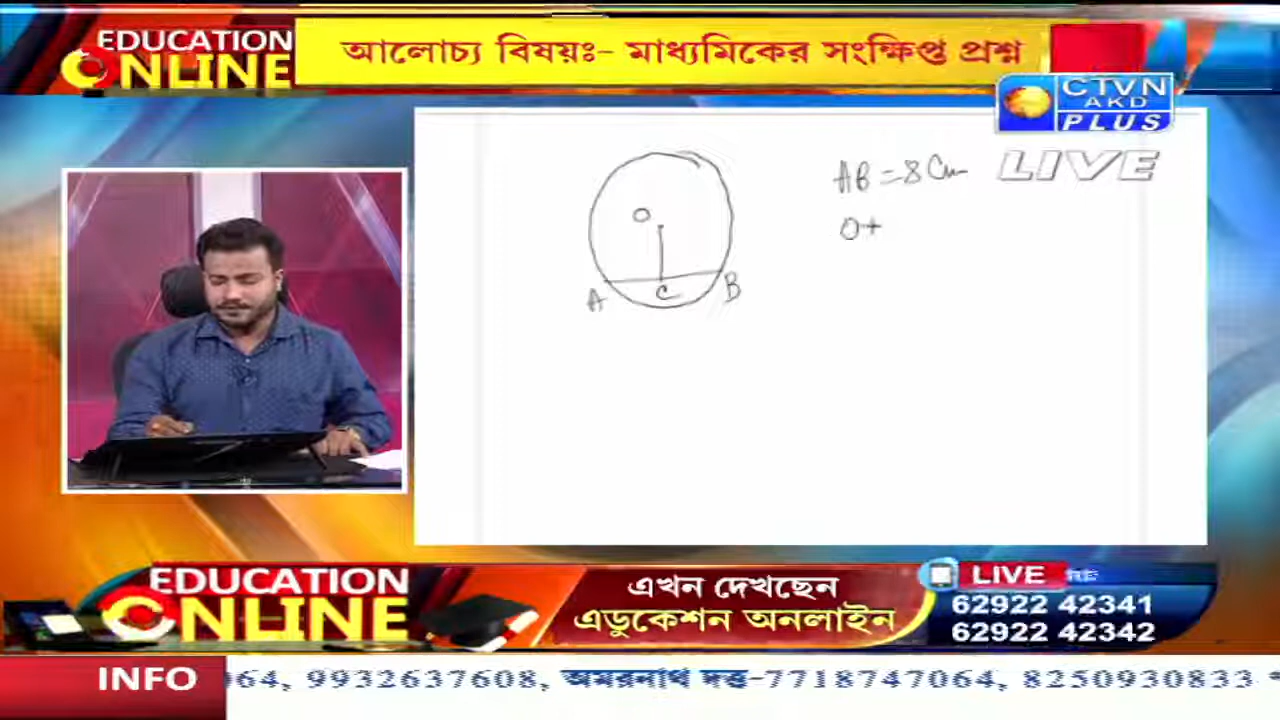 EDUCATION
ONLINE
আলোচ্য বিষয়ঃ- মাধ্যমিকের সংক্ষিপ্ত প্রশ্ন
CTVN
AKD
PLUS
LIVE
O
A
C
B
AB = 8 Cm
O+
EDUCATION
ONLINE
এখন দেখছেন
এডুকেশন অনলাইন
LIVE
62922 42341
62922 42342
INFO
064, 9932637608, অমরনাথ দত্ত-7718747064, 8250930833 *